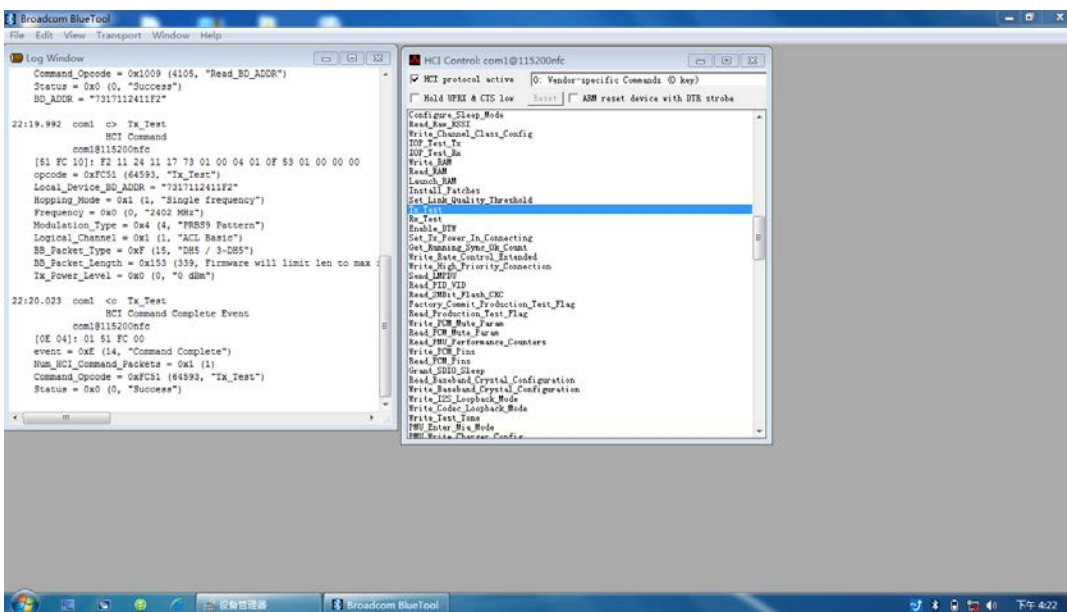 Broadcom BlueTool
File Edit View Transport Window Help
Log Window
Command_Opcode = 0x1009 (4105, "Read_BD_ADDR")
Status = 0x0 (0, "Success")
BD_ADDR = "7317112411F2"
22:19.992 com1 c> Tx_Test
HCI Command
com1@115200nfc
[51 FC 10]: F2 11 24 11 17 73 01 00 04 01 0F 53 01 00 00 00
opcode = 0xFC51 (64593, "Tx_Test")
Local_Device_BD_ADDR = "7317112411F2"
Hopping_Mode = 0x1 (1, "Single frequency")
Frequency = 0x0 (0, "2402 MHz")
Modulation_Type = 0x4 (4, "PRBS9 Pattern")
Logical_Channel = 0x1 (1, "ACL Basic")
BB_Packet_Type = 0xF (15, "DH5 / 3-DH5")
BB_Packet_Length = 0x153 (339, Firmware will limit len to max
Tx_Power_Level = 0x0 (0, "0 dBm")
22:20.023 com1 <c Tx_Test
HCI Command Complete Event
com1@115200nfc
[0E 04]: 01 51 FC 00
event = 0xE (14, "Command Complete")
Num_HCI_Command_Packets = 0x1 (1)
Command_Opcode = 0xFC51 (64593, "Tx_Test")
Status = 0x0 (0, "Success")
HCI Control: com1@115200nfc
HCI protocol active
0: Vendor-specific Commands (0 key)
Hold UPRX & CTS low
Reset
ARM reset device with DTR strobe
Configure_Sleep_Mode
Read_Raw_RSSI
Write_Channel_Class_Config
IOP_Test_Tx
IOP_Test_Rx
Write_RAM
Read_RAM
Launch_RAM
Install_Patches
Set_Link_Quality_Threshold
Tx_Test
Rx_Test
Enable_BTW
Set_Tx_Power_In_Connecting
Get_Running_Sync_Ok_Count
Write_Rate_Control_Extended
Write_High_Priority_Connection
Send_LMPDU
Read_PID_VID
Read_2MBit_Flash_CRC
Factory_Commit_Production_Test_Flag
Read_Production_Test_Flag
Write_PCM_Mute_Param
Read_PCM_Mute_Param
Read_PMU_Performance_Counters
Write_PCM_Pins
Read_PCM_Pins
Grant_SDIO_Sleep
Read_Baseband_Crystal_Configuration
Write_Baseband_Crystal_Configuration
Write_I2S_Loopback_Mode
Write_Codec_Loopback_Mode
Write_Test_Tone
PMU_Enter_Mia_Mode
PMU_Write_Charger_Config
设备管理器
Broadcom BlueTool
下午 4:22